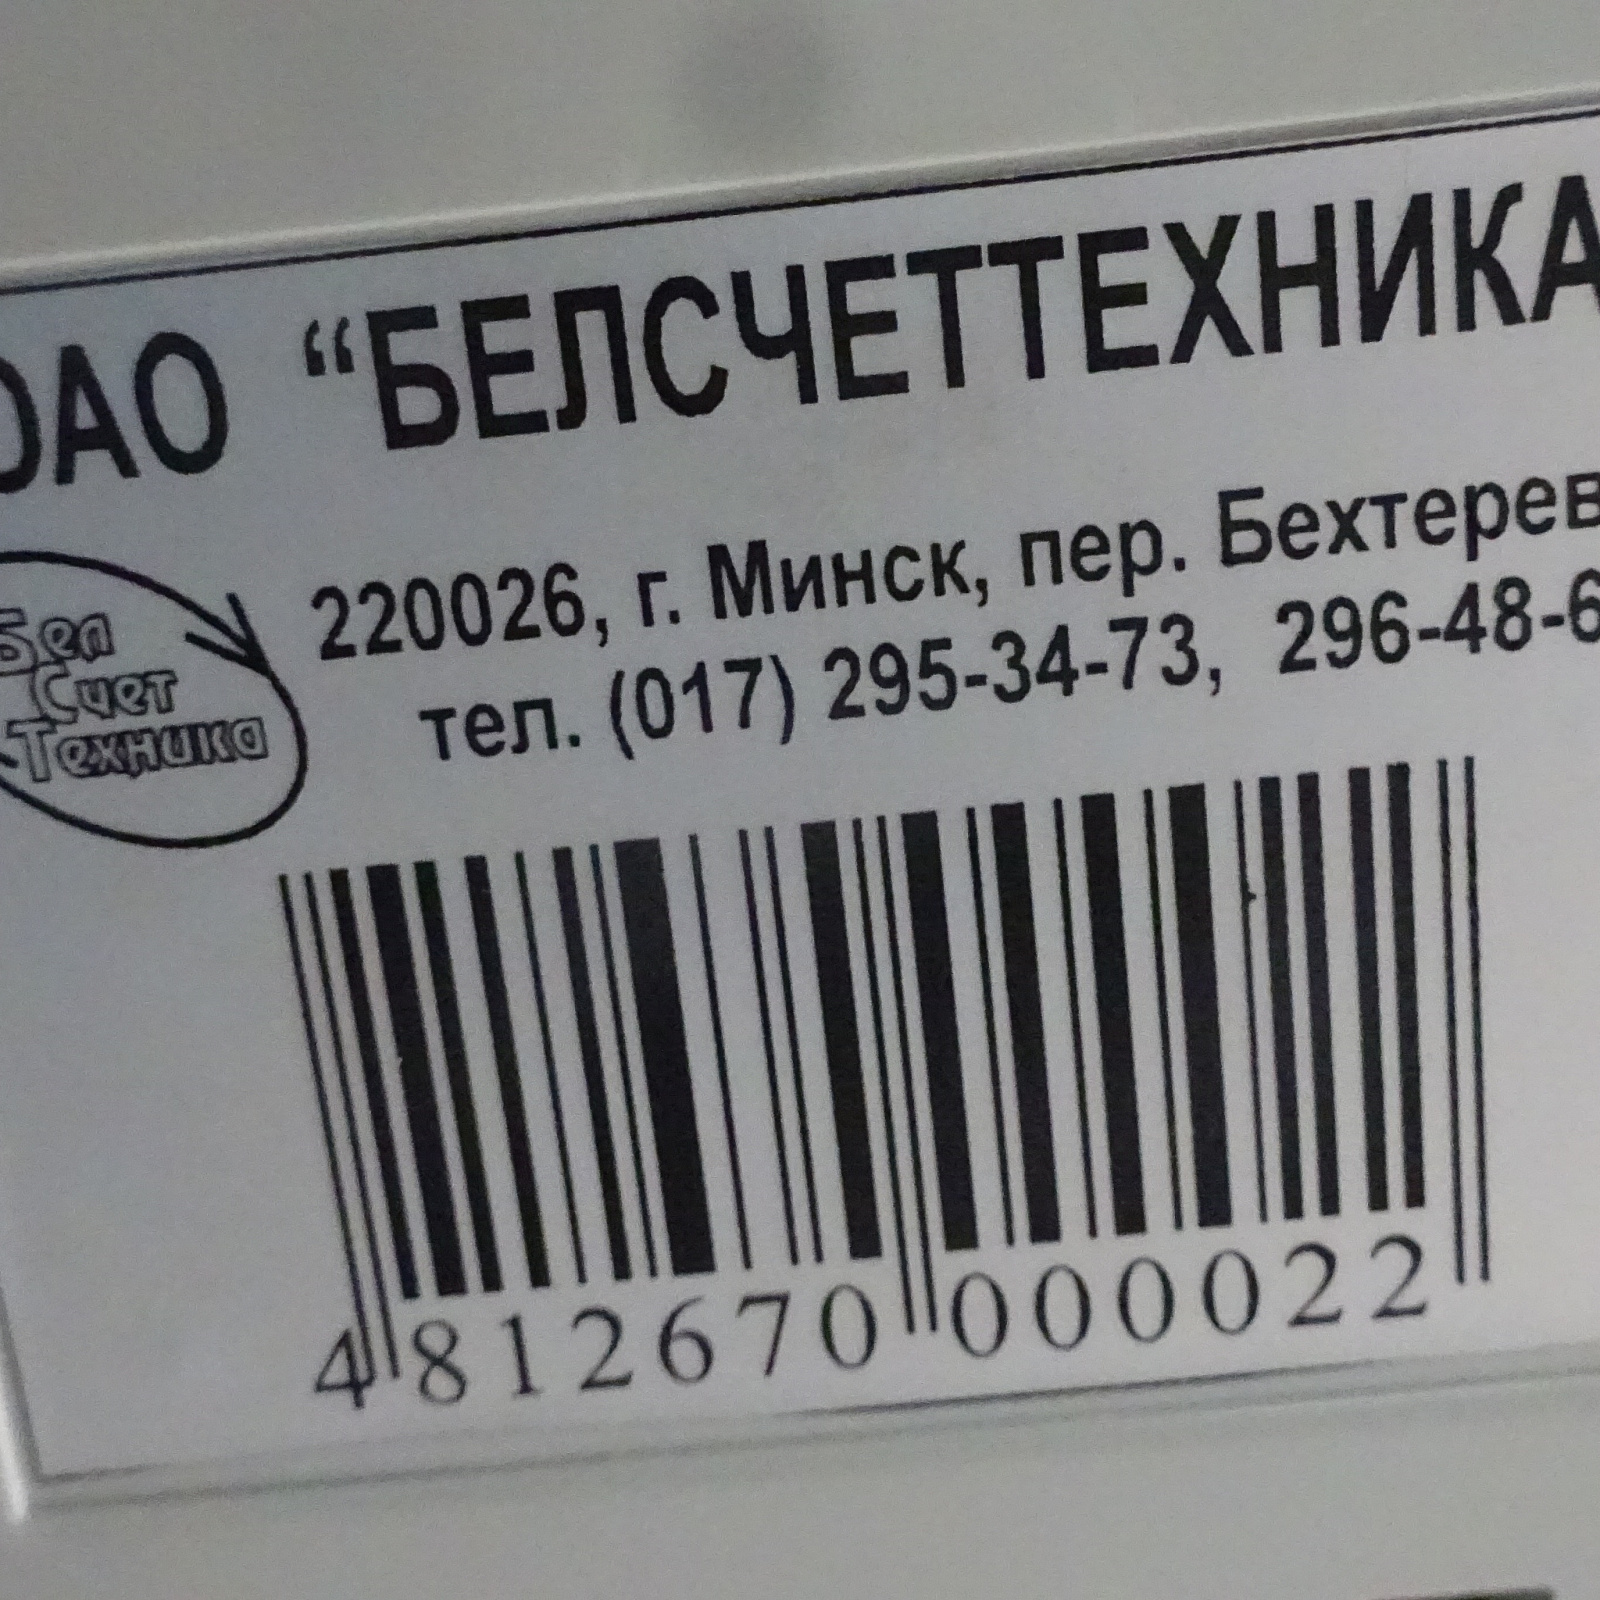 ОАО “БЕЛСЧЕТТЕХНИКА
Бел
Счет
Техника
220026, г. Минск, пер. Бехтерев
тел. (017) 295-34-73, 296-48-6
4 812670 000022